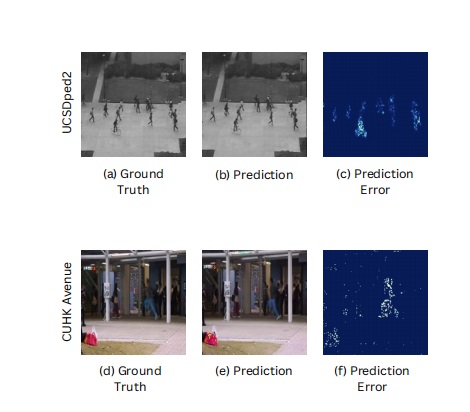 UCSDped2
(a) Ground
Truth
(b) Prediction
(c) Prediction
Error
CUHK Avenue
(d) Ground
Truth
(e) Prediction
(f) Prediction
Error